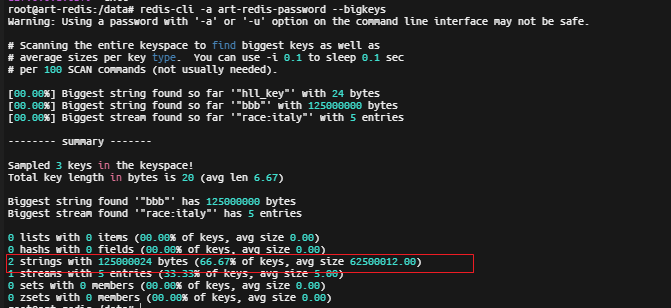 root@art-redis:/data# redis-cli -a art-redis-password --bigkeys
Warning: Using a password with '-a' or '-u' option on the command line interface may not be safe.

# Scanning the entire keyspace to find biggest keys as well as
# average sizes per key type.  You can use -i 0.1 to sleep 0.1 sec
# per 100 SCAN commands (not usually needed).

[00.00%] Biggest string found so far '"hll_key"' with 24 bytes
[00.00%] Biggest string found so far '"bbb"' with 125000000 bytes
[00.00%] Biggest stream found so far '"race:italy"' with 5 entries

-------- summary -------

Sampled 3 keys in the keyspace!
Total key length in bytes is 20 (avg len 6.67)

Biggest string found '"bbb"' has 125000000 bytes
Biggest stream found '"race:italy"' has 5 entries

0 lists with 0 items (00.00% of keys, avg size 0.00)
0 hashs with 0 fields (00.00% of keys, avg size 0.00)
2 strings with 125000024 bytes (66.67% of keys, avg size 62500012.00)
1 streams with 5 entries (33.33% of keys, avg size 5.00)
0 sets with 0 members (00.00% of keys, avg size 0.00)
0 zsets with 0 members (00.00% of keys, avg size 0.00)